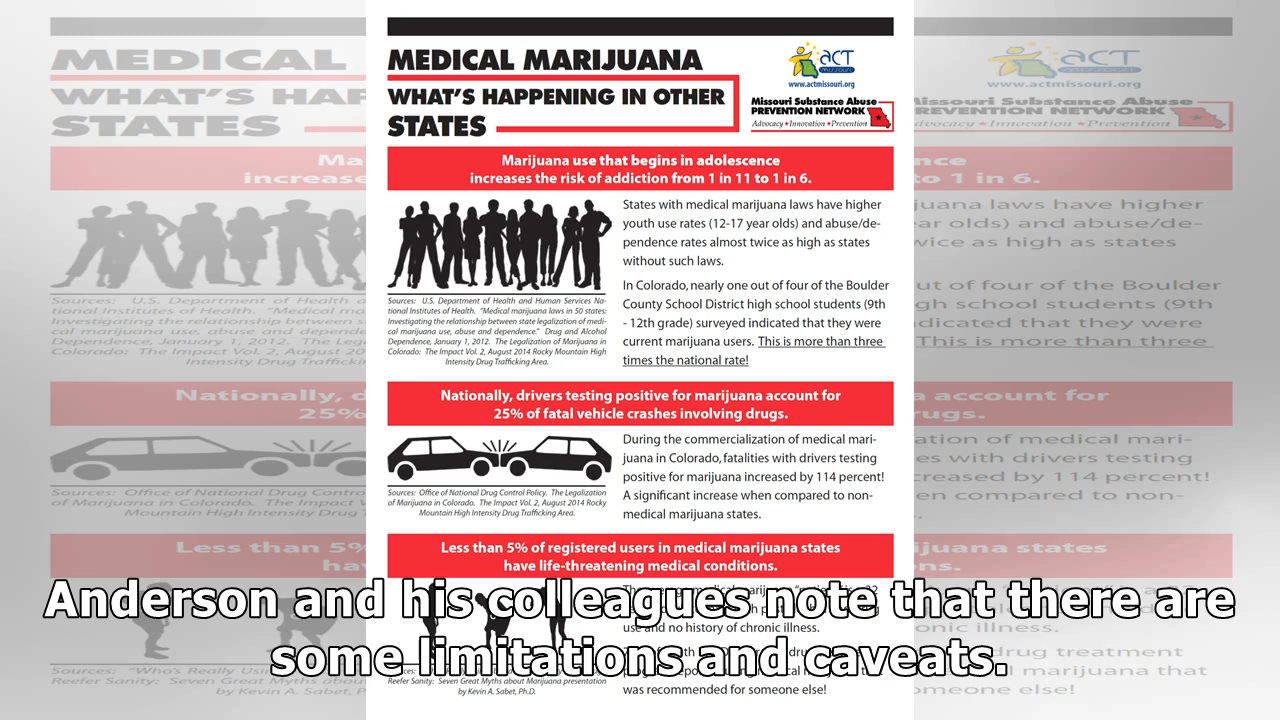 MEDICAL MARIJUANA
WHAT'S HAPPENING IN OTHER
STATES
ACT
MISSOURI
www.actmissouri.org
Missouri Substance Abuse
PREVENTION NETWORK
Advocacy★Innovation★Prevention
Marijuana use that begins in adolescence
increases the risk of addiction from 1 in 11 to 1 in 6.
States with medical marijuana laws have higher
youth use rates (12-17 year olds) and abuse/de-
pendence rates almost twice as high as states
without such laws.
In Colorado, nearly one out of four of the Boulder
County School District high school students (9th
- 12th grade) surveyed indicated that they were
current marijuana users. This is more than three
times the national rate!
Sources: U.S. Department of Health and Human Services Na-
tional Institutes of Health. "Medical marijuana laws in 50 states:
Investigating the relationship between state legalization of medi-
cal marijuana use, abuse and dependence." Drug and Alcohol
Dependence, January 1, 2012. The Legalization of Marijuana in
Colorado: The Impact Vol. 2, August 2014 Rocky Mountain High
Intensity Drug Trafficking Area.
Nationally, drivers testing positive for marijuana account for
25% of fatal vehicle crashes involving drugs.
During the commercialization of medical mari-
juana in Colorado, fatalities with drivers testing
positive for marijuana increased by 114 percent!
A significant increase when compared to non-
medical marijuana states.
Sources: Office of National Drug Control Policy. The Legalization
of Marijuana in Colorado. The Impact Vol. 2, August 2014 Rocky
Mountain High Intensity Drug Trafficking Area.
Less than 5% of registered users in medical marijuana states
have life-threatening medical conditions.
use and no history of chronic illness.
was recommended for someone else!
Reefer Sanity: Seven Great Myths about Marijuana presentation
by Kevin A. Sabet, Ph.D.
Anderson and his colleagues note that there are
some limitations and caveats.